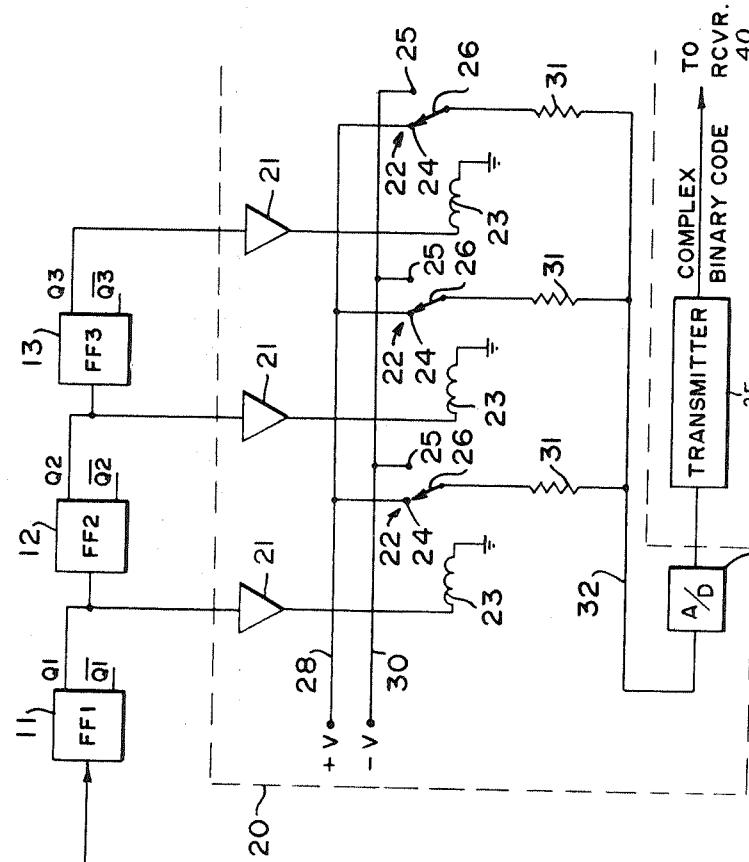 11
FF1
Q1
Q1
12
FF2
Q2
Q2
13
FF3
Q3
Q3
21
21
21
20
+ V
- V
28
30
22
24
23
25
26
22
24
23
25
26
22
24
23
25
26
31
31
31
32
A/D
TRANSMITTER
COMPLEX
BINARY CODE
TO
RCVR.
40